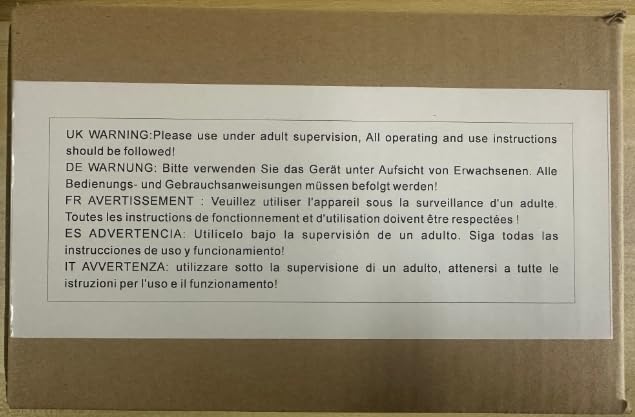 UK WARNING:Please use under adult supervision, All operating and use instructions
should be followed!
DE WARNUNG: Bitte verwenden Sie das Gerät unter Aufsicht von Erwachsenen. Alle
Bedienungs- und Gebrauchsanweisungen müssen befolgt werden!
FR AVERTISSEMENT : Veuillez utiliser l'appareil sous la surveillance d'un adulte.
Toutes les instructions de fonctionnement et d'utilisation doivent être respectées !
ES ADVERTENCIA: Utilícelo bajo la supervisión de un adulto. Siga todas las
instrucciones de uso y funcionamiento!
IT AVVERTENZA: utilizzare sotto la supervisione di un adulto, attenersi a tutte le
istruzioni per l'uso e il funzionamento!